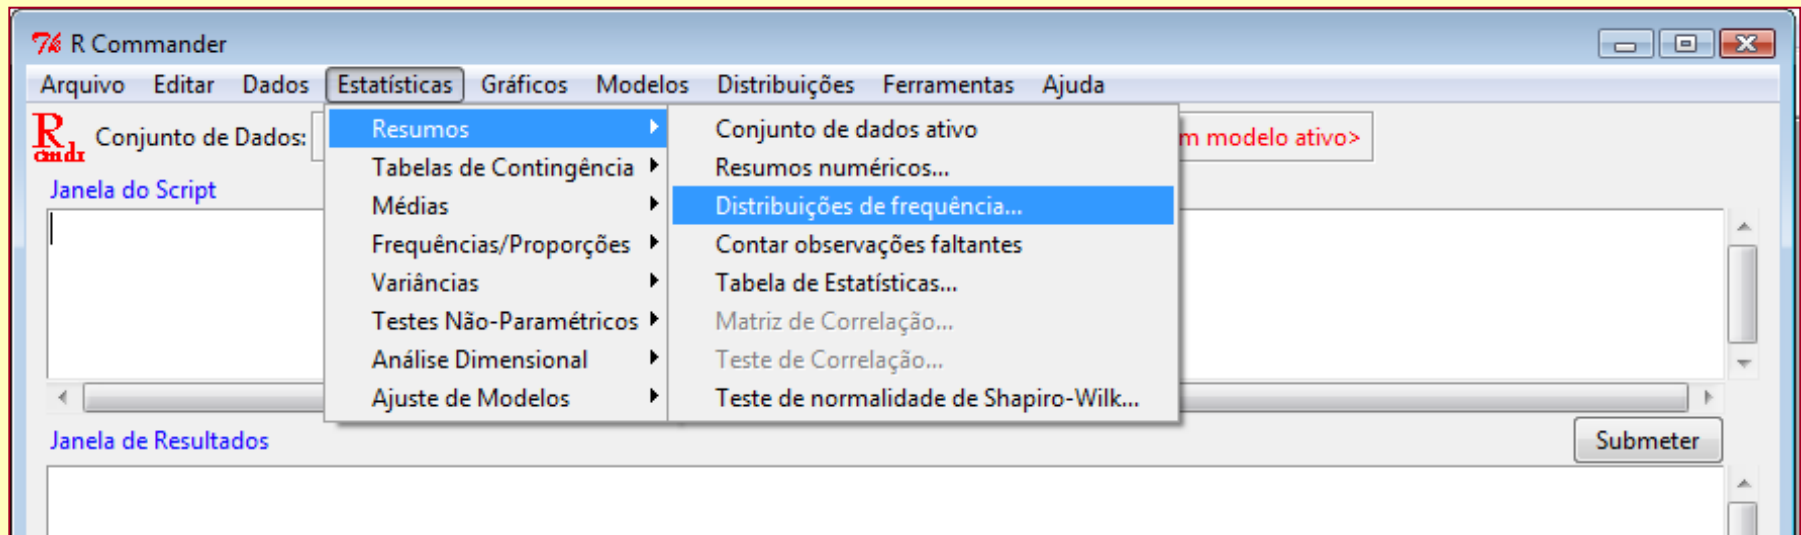 R Commander
Arquivo Editar Dados Estatísticas Gráficos Modelos Distribuições Ferramentas Ajuda
R cmdr Conjunto de Dados: m modelo ativo>
Resumos
Tabelas de Contingência
Médias
Frequências/Proporções
Variâncias
Testes Não-Paramétricos
Análise Dimensional
Ajuste de Modelos
Conjunto de dados ativo
Resumos numéricos...
Distribuições de frequência...
Contar observações faltantes
Tabela de Estatísticas...
Matriz de Correlação...
Teste de Correlação...
Teste de normalidade de Shapiro-Wilk...
Janela do Script
Janela de Resultados
Submeter